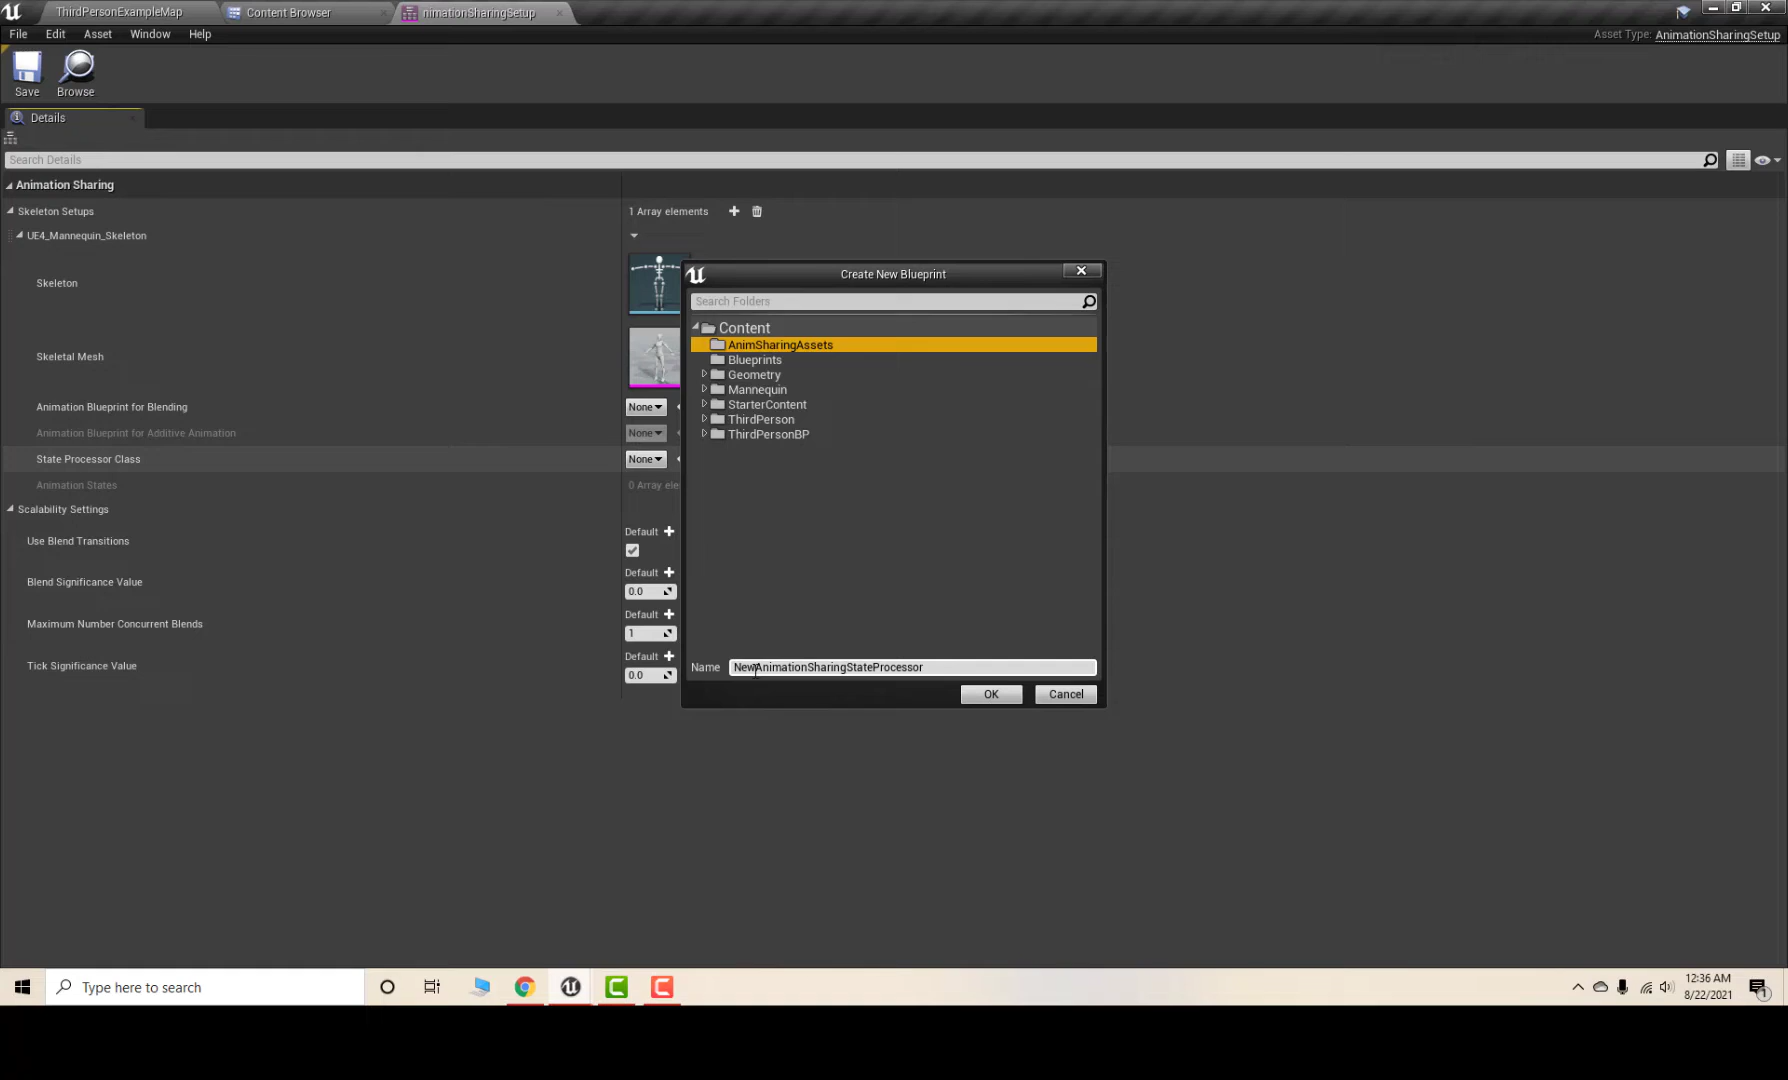 ThirdPersonExampleMap
Content Browser
nimationSharingSetup
File Edit Asset Window Help
Asset Type: AnimationSharingSetup
Save Browse
Details
Search Details
Animation Sharing
Skeleton Setups
1 Array elements
UE4_Mannequin_Skeleton
Skeleton
Skeletal Mesh
Animation Blueprint for Blending
None
Animation Blueprint for Additive Animation
None
State Processor Class
None
Animation States
0 Array ele
Scalability Settings
Default
Use Blend Transitions
Default
Blend Significance Value
0.0
Default
Maximum Number Concurrent Blends
1
Default
Tick Significance Value
0.0
Create New Blueprint
Search Folders
Content
AnimSharingAssets
Blueprints
Geometry
Mannequin
StarterContent
ThirdPerson
ThirdPersonBP
Name NewAnimationSharingStateProcessor
OK Cancel
Type here to search
12:36 AM
8/22/2021
1